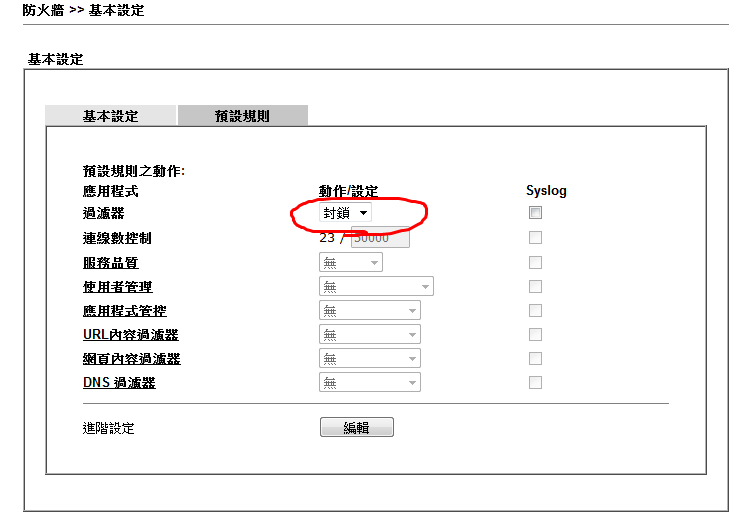 防火牆 >> 基本設定
基本設定
基本設定 預設規則
預設規則之動作:
應用程式 動作/設定 Syslog
過濾器 封鎖
連線數控制 23 / 50000
服務品質 無
使用者管理 無
應用程式管控 無
URL內容過濾器 無
網頁內容過濾器 無
DNS 過濾器 無
進階設定 編輯